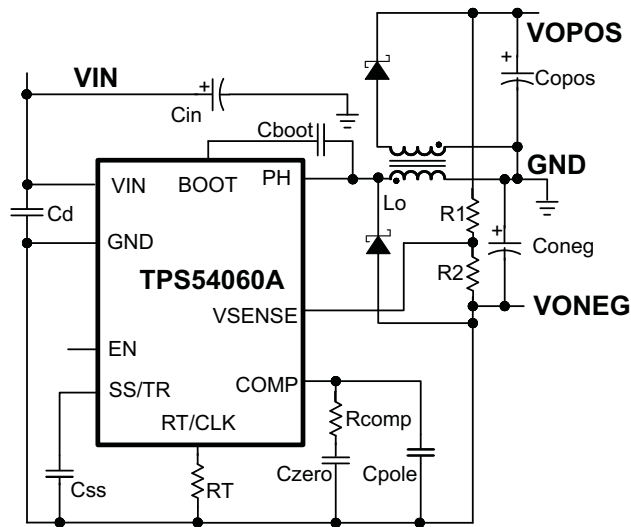 VOPOS
VIN
+
Copos
+
Cin
Cboot
GND
VIN
BOOT
PH
Lo
R1
Cd
GND
+
Coneg
TPS54060A
R2
VSENSE
VONEG
EN
COMP
SS/TR
RT/CLK
Rcomp
Css
RT
Czero
Cpole